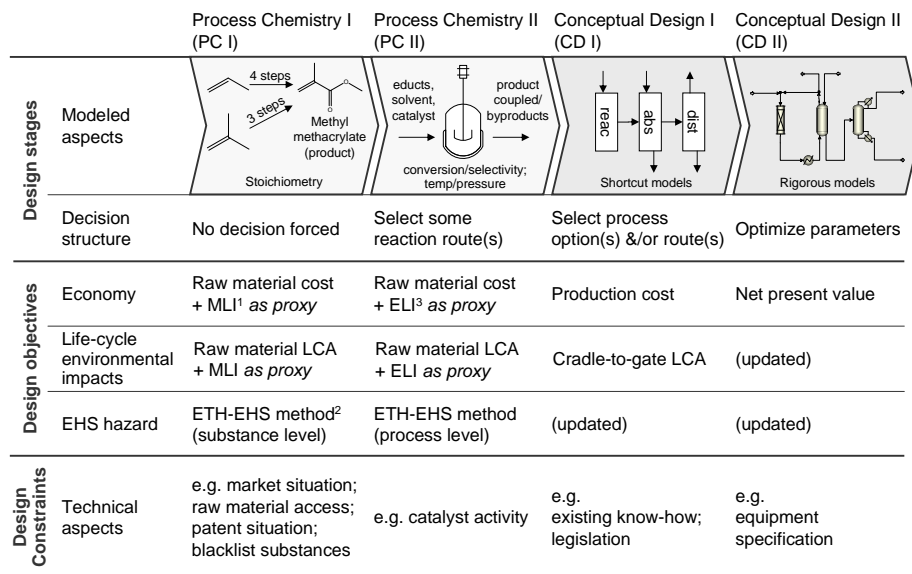 Process Chemistry I
(PC I)
Process Chemistry II
(PC II)
Conceptual Design I
(CD I)
Conceptual Design II
(CD II)
Design stages
Modeled
aspects
4 steps
3 steps
Methyl
methacrylate
(product)
Stoichiometry
educts,
solvent,
catalyst
product
coupled/
byproducts
conversion/selectivity;
temp/pressure
reac
abs
dist
Shortcut models
Rigorous models
Decision
structure
No decision forced
Select some
reaction route(s)
Select process
option(s) &/or route(s)
Optimize parameters
Design objectives
Economy
Raw material cost
+ MLI¹ as proxy
Raw material cost
+ ELI³ as proxy
Production cost
Net present value
Life-cycle
environmental
impacts
Raw material LCA
+ MLI as proxy
Raw material LCA
+ ELI as proxy
Cradle-to-gate LCA
(updated)
EHS hazard
ETH-EHS method²
(substance level)
ETH-EHS method
(process level)
(updated)
(updated)
Design
Constraints
Technical
aspects
e.g. market situation;
raw material access;
patent situation;
blacklist substances
e.g. catalyst activity
e.g.
existing know-how;
legislation
e.g.
equipment
specification